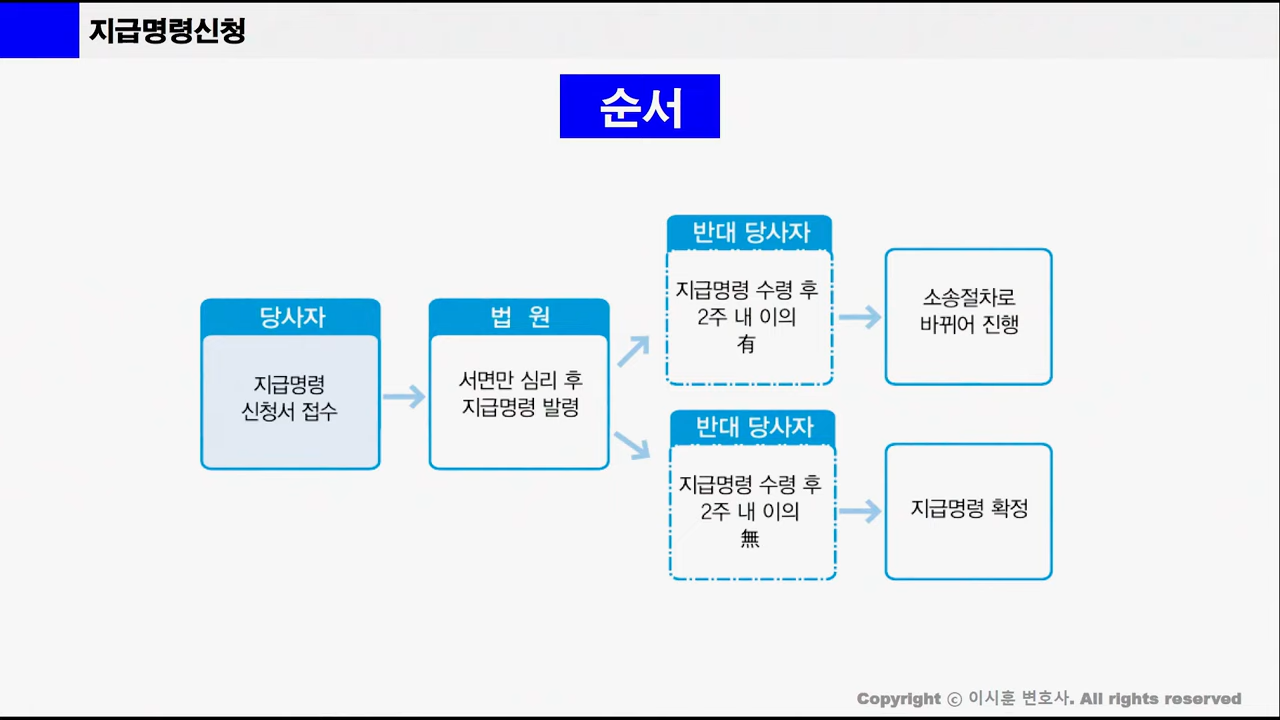 지급명령신청
순서
당사자
지급명령
신청서 접수
법 원
서면만 심리 후
지급명령 발령
반대 당사자
지급명령 수령 후
2주 내 이의
有
소송절차로
바뀌어 진행
반대 당사자
지급명령 수령 후
2주 내 이의
無
지급명령 확정
Copyright ⓒ 이시훈 변호사. All rights reserved